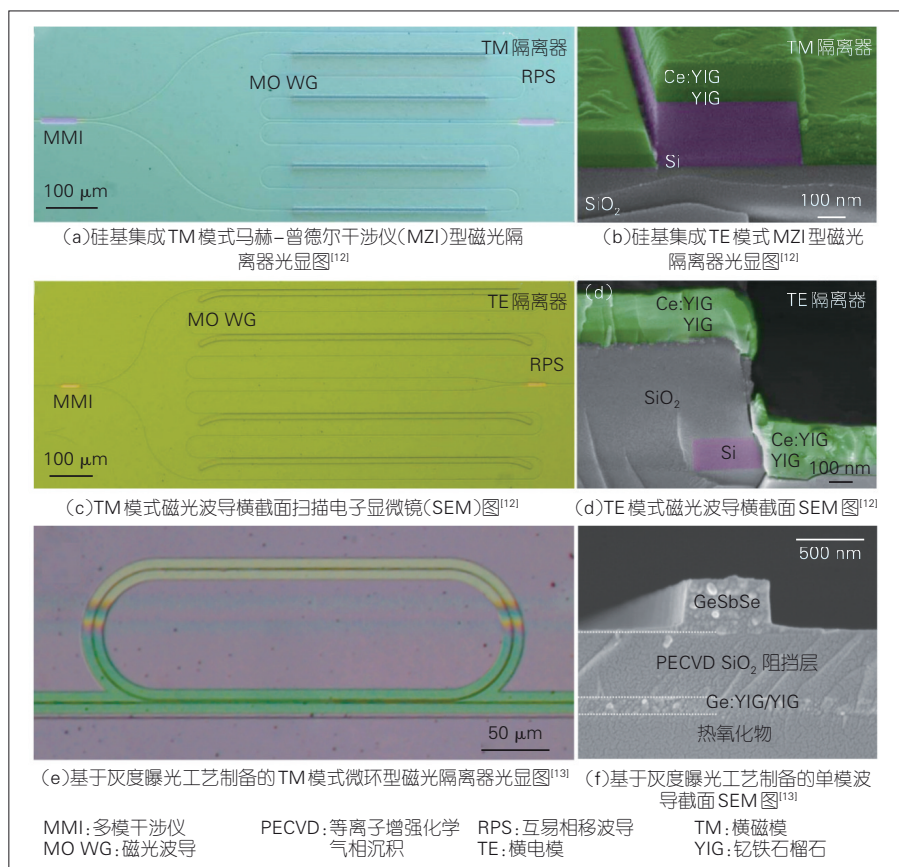 TM隔离器
MO WG
RPS
MMI
100 μm
TM隔离器
Ce:YIG
YIG
Si
SiO₂
100 nm
(a)硅基集成TM模式马赫-曾德尔干涉仪(MZI)型磁光隔
离器光显图[12]
(b)硅基集成TE模式MZI型磁光
隔离器光显图[12]
TE隔离器
MO WG
RPS
MMI
100 μm
(d)
TE隔离器
Ce:YIG
YIG
SiO₂
Si
Ce:YIG
YIG
100 nm
(c)TM模式磁光波导横截面扫描电子显微镜(SEM)图[12]
(d)TE模式磁光波导横截面SEM图[12]
50 μm
500 nm
GeSbSe
PECVD SiO₂ 阻挡层
Ge:YIG/YIG
热氧化物
(e)基于灰度曝光工艺制备的TM模式微环型磁光隔离器光显图[13]
(f)基于灰度曝光工艺制备的单模波
导截面SEM图[13]
MMI:多模干涉仪
MO WG:磁光波导
PECVD:等离子增强化学
气相沉积
RPS:互易相移波导
TE:横电模
TM:横磁模
YIG:钇铁石榴石